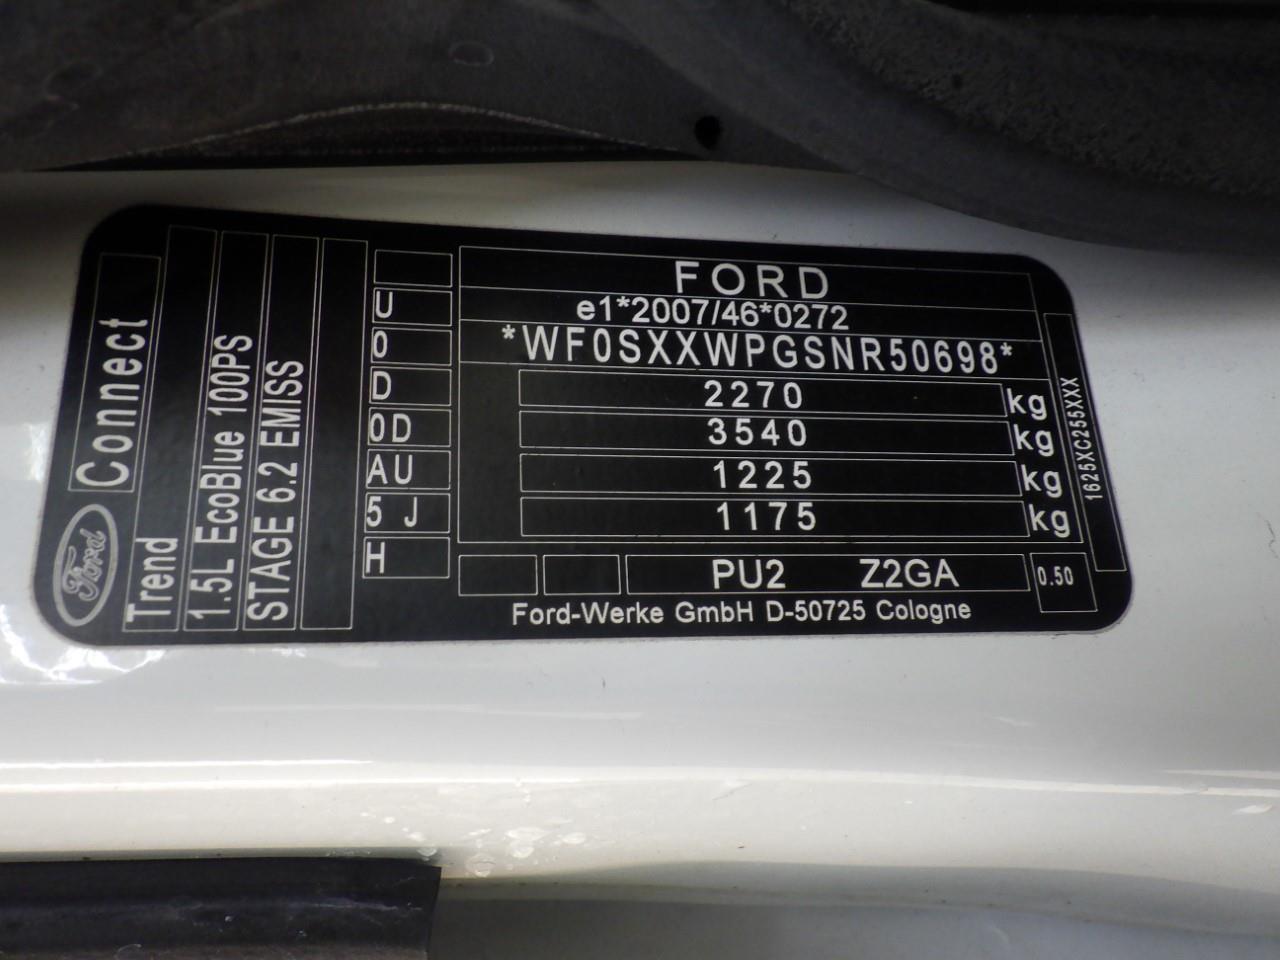 Ford
Connect
Trend
1.5L EcoBlue 100PS
STAGE 6.2 EMISS
U
0
D
0D
AU
5 J
H
FORD
e1*2007/46*0272
*WF0SXXWPGSNR50698*
2270 kg
3540 kg
1225 kg
1175 kg
PU2 Z2GA
0.50
Ford-Werke GmbH D-50725 Cologne
1625XC255XXX